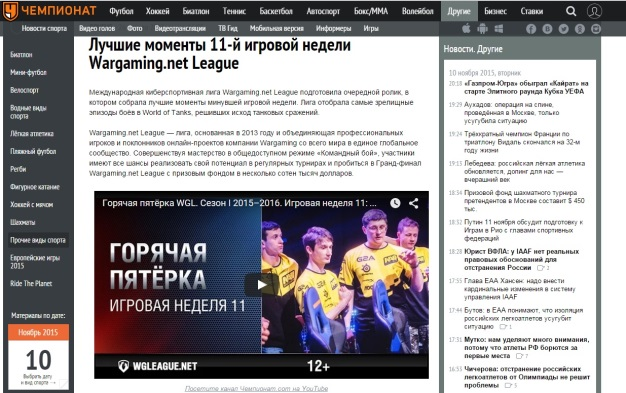 ЧЕМПИОНАТ
Футбол Хоккей Авто Теннис Баскетбол Автоспорт Бокс/MMA Волейбол Другие Бизнес Ставки
Новости спорта Видео голов Фото Видеотрансляции ТВ Гид Мобильная версия Информеры Игры
Биатлон
Мини-футбол
Велоспорт
Водные виды
спорта
Лёгкая атлетика
Пляжный футбол
Регби
Фигурное катание
Хоккей с мячом
Шахматы
Прочие виды спорта
Европейские игры
2015
Ride The Planet
Материалы по дате:
Ноябрь 2015
10
Выбрать дату
и вид спорта
Лучшие моменты 11-й игровой недели
Wargaming.net League
Международная киберспортивная лига Wargaming.net League подготовила очередной ролик, в
котором собрала лучшие моменты минувшей игровой недели. Лига отобрала самые зрелищные
эпизоды боёв в World of Tanks, решивших исход танковых сражений.
Wargaming.net League — лига, основанная в 2013 году и объединяющая профессиональных
игроков и поклонников онлайн-проектов компании Wargaming со всего мира в единое глобальное
сообщество. Совершенствуя мастерство в общедоступном режиме «Командный бой», участники
имеют все шансы реализовать свой потенциал в регулярных турнирах и пробиться в Гранд-финал
Wargaming.net League с призовым фондом в несколько сотен тысяч долларов.
Горячая пятёрка WGL. Сезон I 2015–2016. Игровая неделя 11: ...
ГОРЯЧАЯ
ПЯТЁРКА
ИГРОВАЯ НЕДЕЛЯ 11
WGLEAGUE.NET 12+
Посетите канал Чемпионат.com на YouTube
Новости. Другие
10 ноября 2015, вторник
20:18 «Газпром-Югра» обыграл «Кайрат» на
старте Элитного раунда Кубка УЕФА
19:29 Аухадов: операция на спине,
проведённая в Москве, только
усугубила ситуацию
19:24 Трёхкратный чемпион Франции по
триатлону Видаль скончался на 32-м
году жизни
19:13 Лебедева: российская лёгкая атлетика
обновляется, допинг для нас —
вчерашний век
18:34 Призовой фонд шахматного турнира
претендентов в Москве составит $ 450
тыс.
18:32 Путин 11 ноября обсудит подготовку к
Играм в Рио с главами спортивных
федераций
18:28 Юрист ВФЛА: у IAAF нет реальных
правовых обоснований для
отстранения России 2
17:55 Глава ЕАА Хансен: надо внести
кардинальные изменения в систему
управления IAAF
17:44 Бутов: в ЕАА понимают, что изоляция
российских легкоатлетов усугубит
ситуацию 1
17:31 Мутко: нам уделяют много внимания,
потому что атлеты РФ борются за
первые места 7
16:51 Чичерова: отстранение российских
легкоатлетов от Олимпиады не решит
проблемы